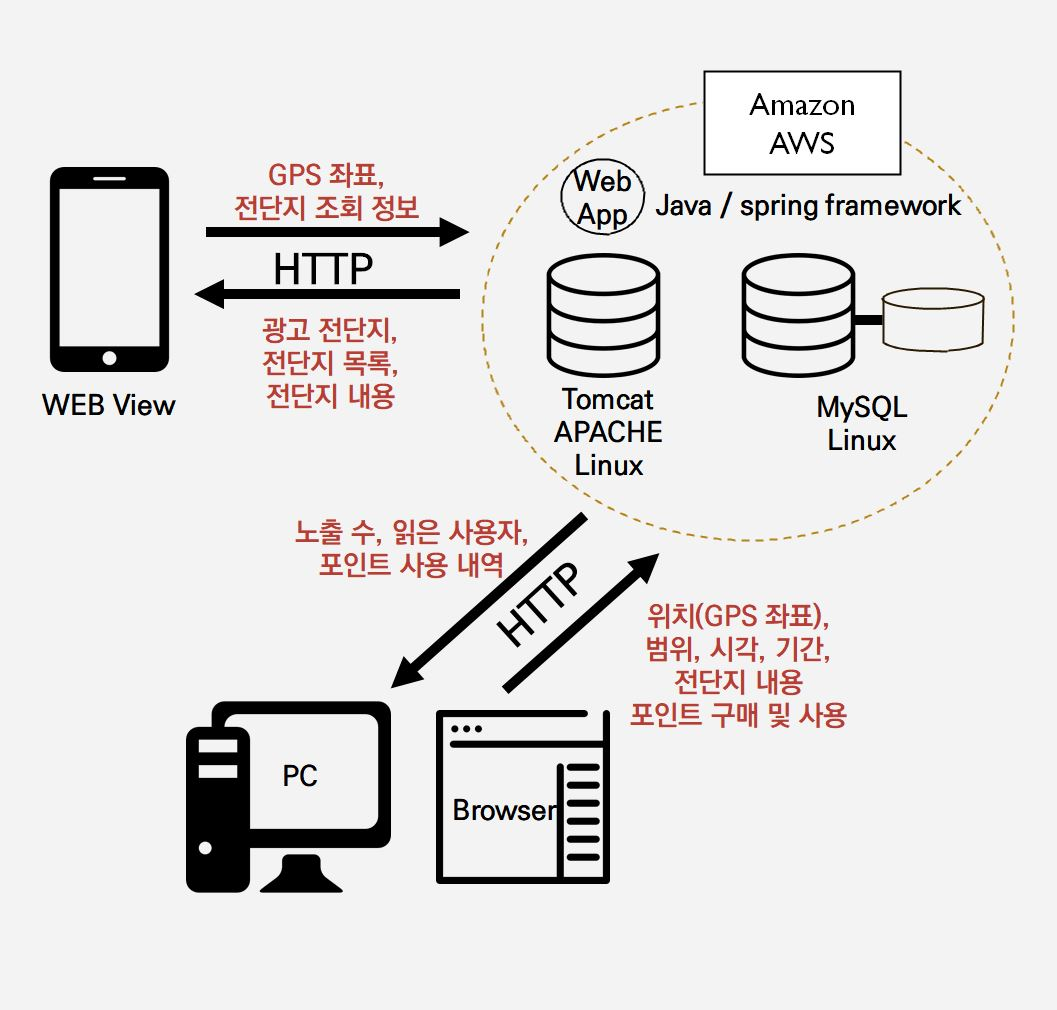 Amazon
AWS
Web
App
Java / spring framework
GPS 좌표,
전단지 조회 정보
HTTP
광고 전단지,
전단지 목록,
전단지 내용
WEB View
Tomcat
APACHE
Linux
MySQL
Linux
노출 수, 읽은 사용자,
포인트 사용 내역
HTTP
위치(GPS 좌표),
범위, 시각, 기간,
전단지 내용
포인트 구매 및 사용
PC
Browser